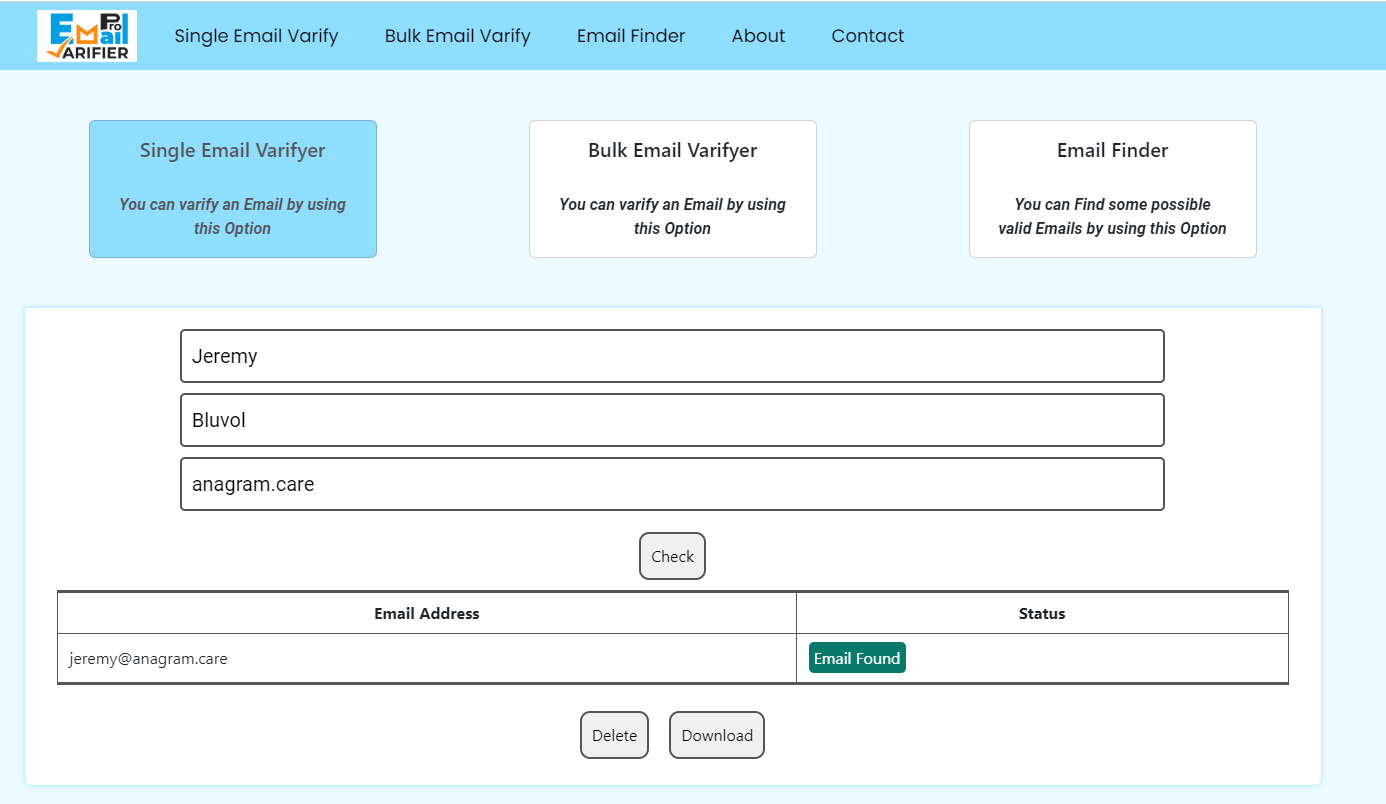 Email Pro
VARIFIER
Single Email Varify Bulk Email Varify Email Finder About Contact
Single Email Varifyer
You can varify an Email by using
this Option
Bulk Email Varifyer
You can varify an Email by using
this Option
Email Finder
You can Find some possible
valid Emails by using this Option
Jeremy
Bluvol
anagram.care
Check
Email Address Status
jeremy@anagram.care Email Found
Delete Download